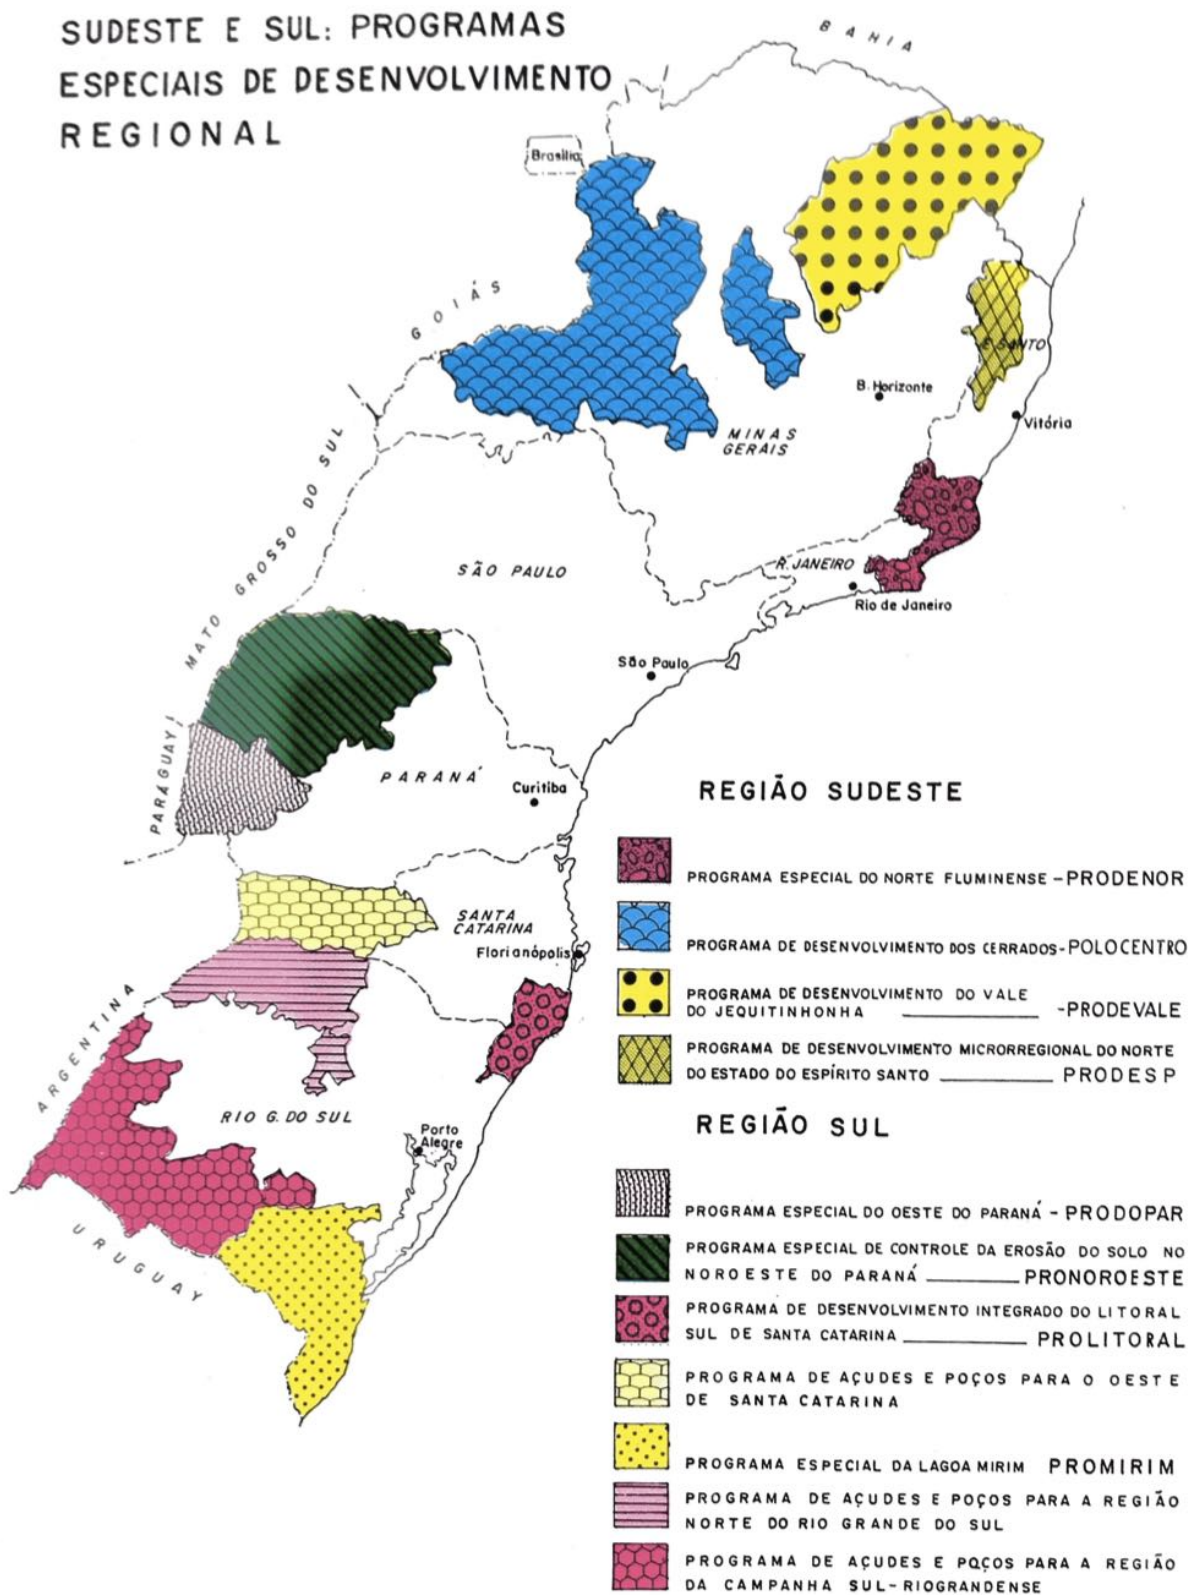 SUDESTE E SUL: PROGRAMAS
ESPECIAIS DE DESENVOLVIMENTO
REGIONAL
BAHIA
Brasília
GOIÁS
E. SANTO
B. Horizonte
Vitória
MINAS
GERAIS
MATO GROSSO DO SUL
SÃO PAULO
R. JANEIRO
Rio de Janeiro
São Paulo
PARAGUAY
PARANÁ
Curitiba
SANTA
CATARINA
Florianópolis
ARGENTINA
RIO G. DO SUL
Porto
Alegre
URUGUAY
REGIÃO SUDESTE
PROGRAMA ESPECIAL DO NORTE FLUMINENSE - PRODENOR
PROGRAMA DE DESENVOLVIMENTO DOS CERRADOS - POLOCENTRO
PROGRAMA DE DESENVOLVIMENTO DO VALE
DO JEQUITINHONHA - PRODEVALE
PROGRAMA DE DESENVOLVIMENTO MICRORREGIONAL DO NORTE
DO ESTADO DO ESPÍRITO SANTO PRODESP
REGIÃO SUL
PROGRAMA ESPECIAL DO OESTE DO PARANÁ - PRODOPAR
PROGRAMA ESPECIAL DE CONTROLE DA EROSÃO DO SOLO NO
NOROESTE DO PARANÁ PRONOROESTE
PROGRAMA DE DESENVOLVIMENTO INTEGRADO DO LITORAL
SUL DE SANTA CATARINA PROLITORAL
PROGRAMA DE AÇUDES E POÇOS PARA O OESTE
DE SANTA CATARINA
PROGRAMA ESPECIAL DA LAGOA MIRIM PROMIRIM
PROGRAMA DE AÇUDES E POÇOS PARA A REGIÃO
NORTE DO RIO GRANDE DO SUL
PROGRAMA DE AÇUDES E POÇOS PARA A REGIÃO
DA CAMPANHA SUL-RIOGRANDENSE